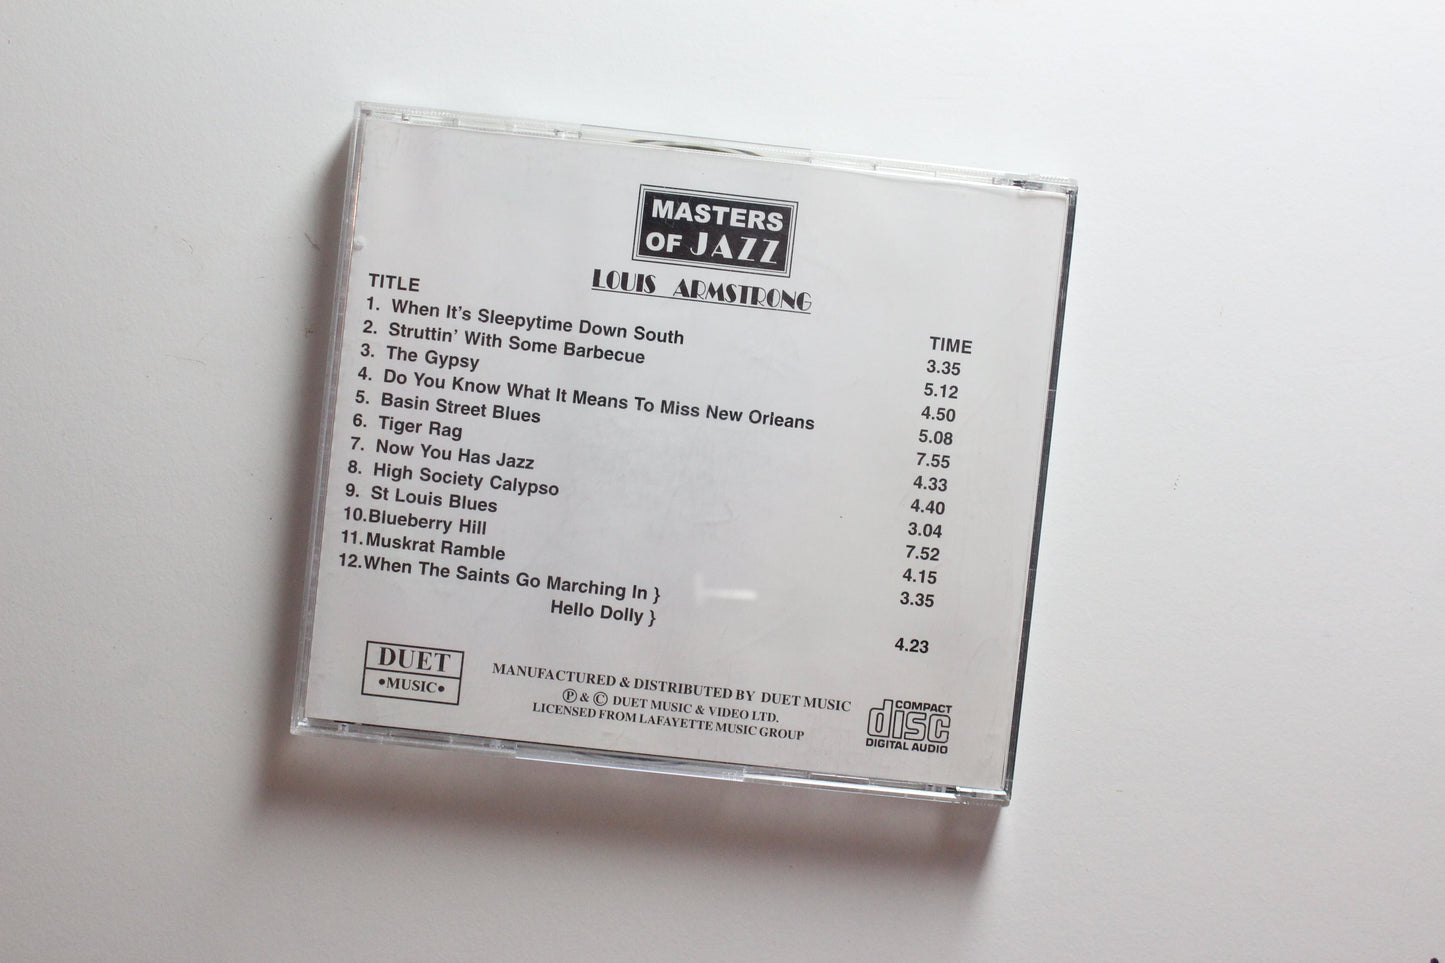 MASTERS
OF JAZZ
LOUIS ARMSTRONG
TITLE TIME
1. When It's Sleepytime Down South 3.35
2. Struttin' With Some Barbecue 5.12
3. The Gypsy 4.50
4. Do You Know What It Means To Miss New Orleans 5.08
5. Basin Street Blues 7.55
6. Tiger Rag 4.33
7. Now You Has Jazz 4.40
8. High Society Calypso 3.04
9. St Louis Blues 7.52
10. Blueberry Hill 4.15
11. Muskrat Ramble 3.35
12. When The Saints Go Marching In }
Hello Dolly } 4.23
DUET
•MUSIC•
MANUFACTURED & DISTRIBUTED BY DUET MUSIC
Ⓟ & © DUET MUSIC & VIDEO LTD.
LICENSED FROM LAFAYETTE MUSIC GROUP
COMPACT
disc
DIGITAL AUDIO